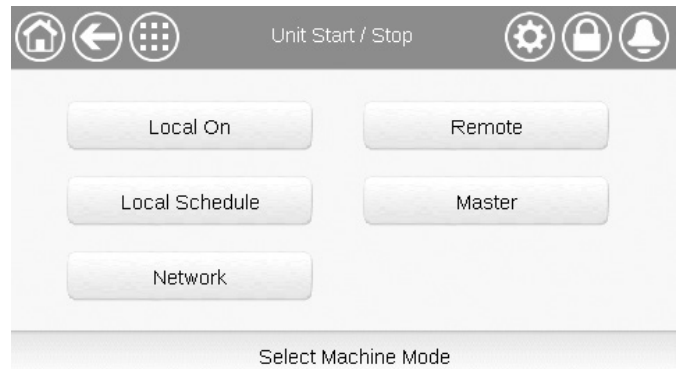 Unit Start / Stop
Local On
Remote
Local Schedule
Master
Network
Select Machine Mode